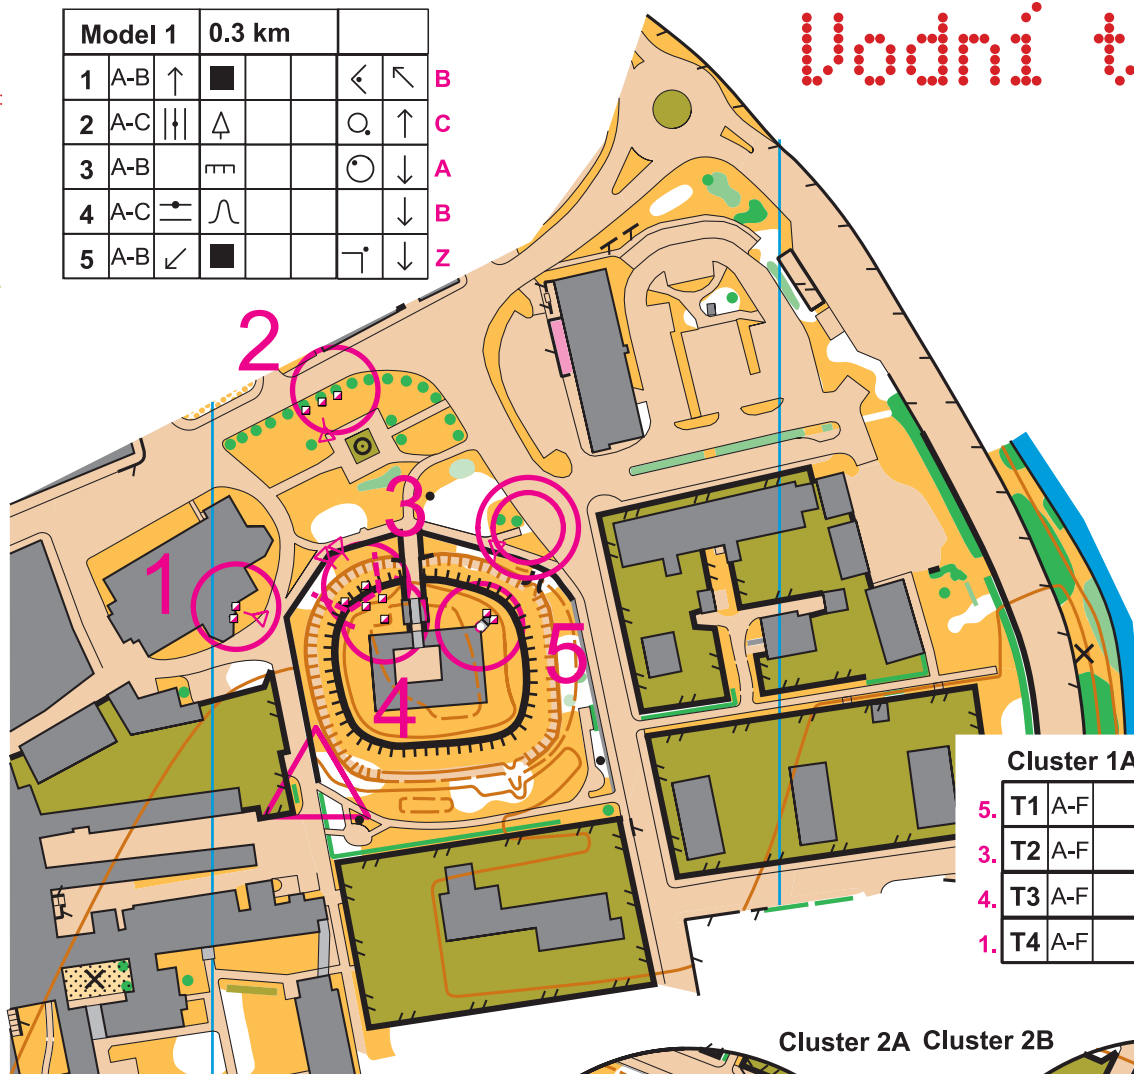 Vodní t
Model 1 0.3 km
1 A-B B
2 A-C C
3 A-B A
4 A-C B
5 A-B Z
2
3
1
5
4
Cluster 1A
5. T1 A-F
3. T2 A-F
4. T3 A-F
1. T4 A-F
Cluster 2A Cluster 2B